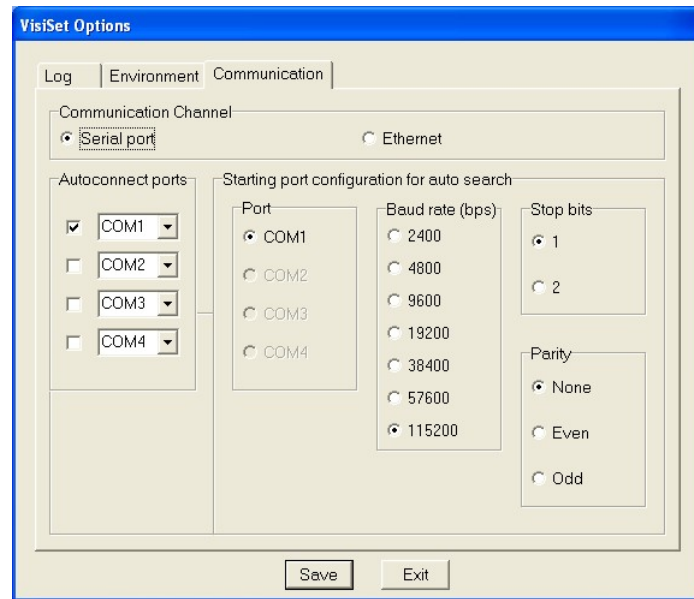 VisiSet Options
Log Environment Communication
Communication Channel
Serial port Ethernet
Autoconnect ports
COM1
COM2
COM3
COM4
Starting port configuration for auto search
Port
COM1
COM2
COM3
COM4
Baud rate (bps)
2400
4800
9600
19200
38400
57600
115200
Stop bits
1
2
Parity
None
Even
Odd
Save Exit